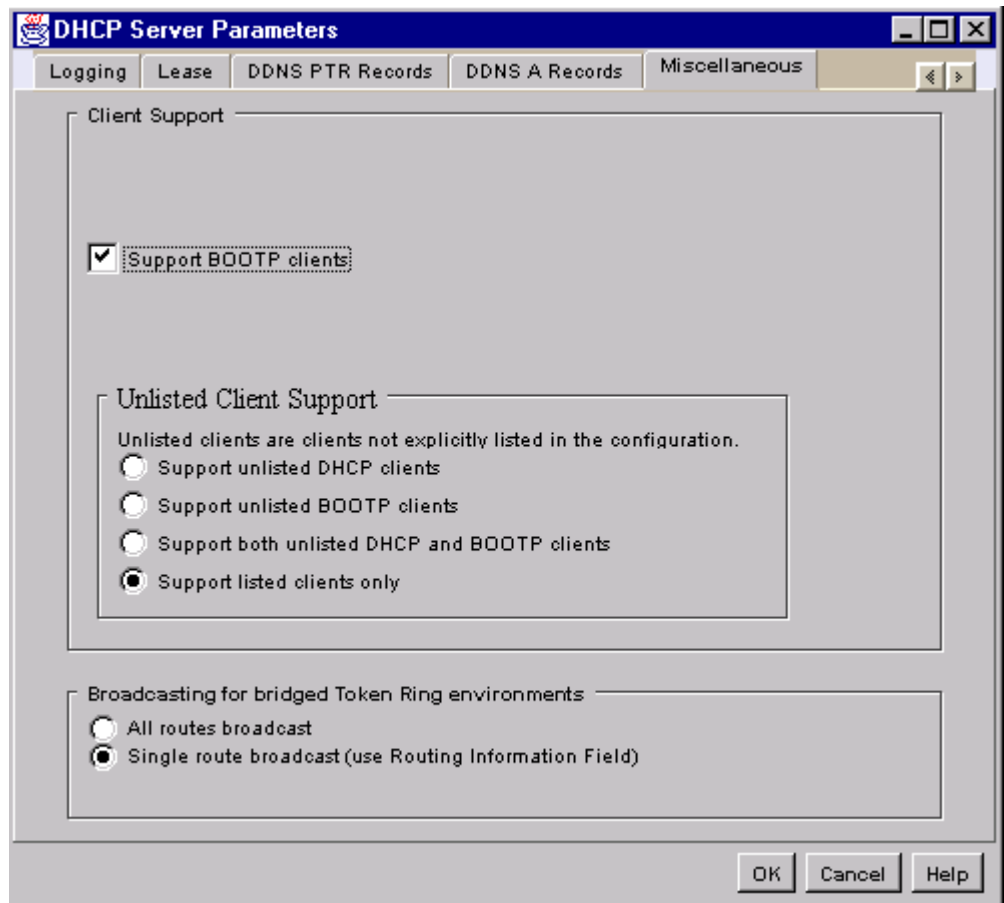 DHCP Server Parameters
Logging Lease DDNS PTR Records DDNS A Records Miscellaneous
Client Support
Support BOOTP clients
Unlisted Client Support
Unlisted clients are clients not explicitly listed in the configuration.
Support unlisted DHCP clients
Support unlisted BOOTP clients
Support both unlisted DHCP and BOOTP clients
Support listed clients only
Broadcasting for bridged Token Ring environments
All routes broadcast
Single route broadcast (use Routing Information Field)
OK Cancel Help